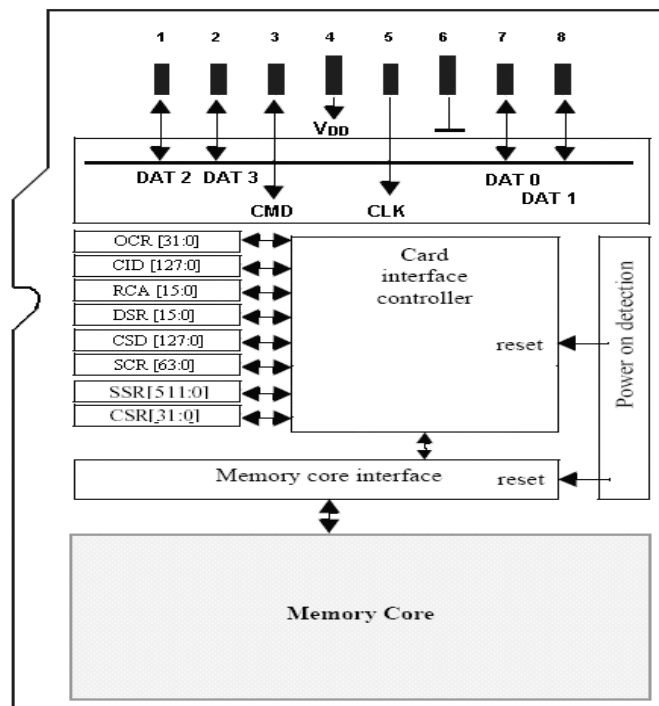 1 2 3 4 5 6 7 8
VDD
DAT 2 DAT 3 DAT 0
DAT 1
CMD CLK
OCR [31:0]
CID [127:0]
RCA [15:0]
DSR [15:0]
CSD [127:0]
SCR [63:0]
SSR[511:0]
CSR[31:0]
Card
interface
controller
reset
Power on detection
Memory core interface reset
Memory Core